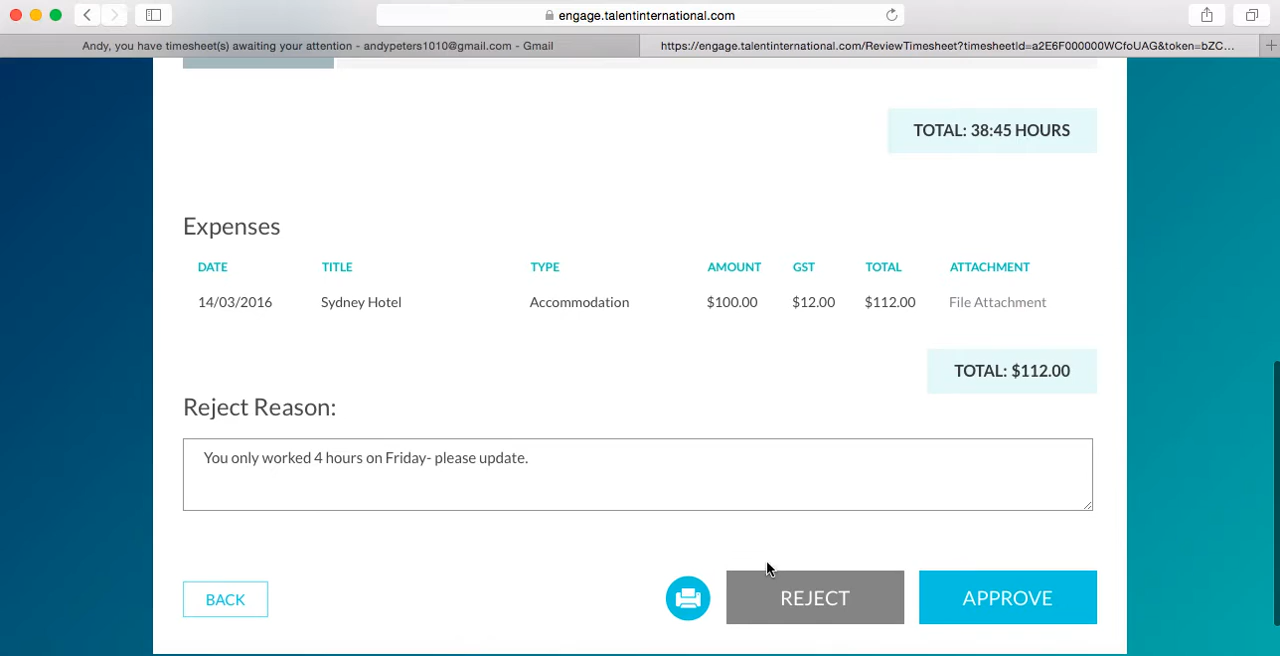 engage.talentinternational.com
Andy, you have timesheet(s) awaiting your attention - andypeters1010@gmail.com - Gmail
https://engage.talentinternational.com/ReviewTimesheet?timesheetId=a2E6F000000WCfoUAG&token=bZC...
TOTAL: 38:45 HOURS
Expenses
DATE TITLE TYPE AMOUNT GST TOTAL ATTACHMENT
14/03/2016 Sydney Hotel Accommodation $100.00 $12.00 $112.00 File Attachment
TOTAL: $112.00
Reject Reason:
You only worked 4 hours on Friday- please update.
BACK REJECT APPROVE